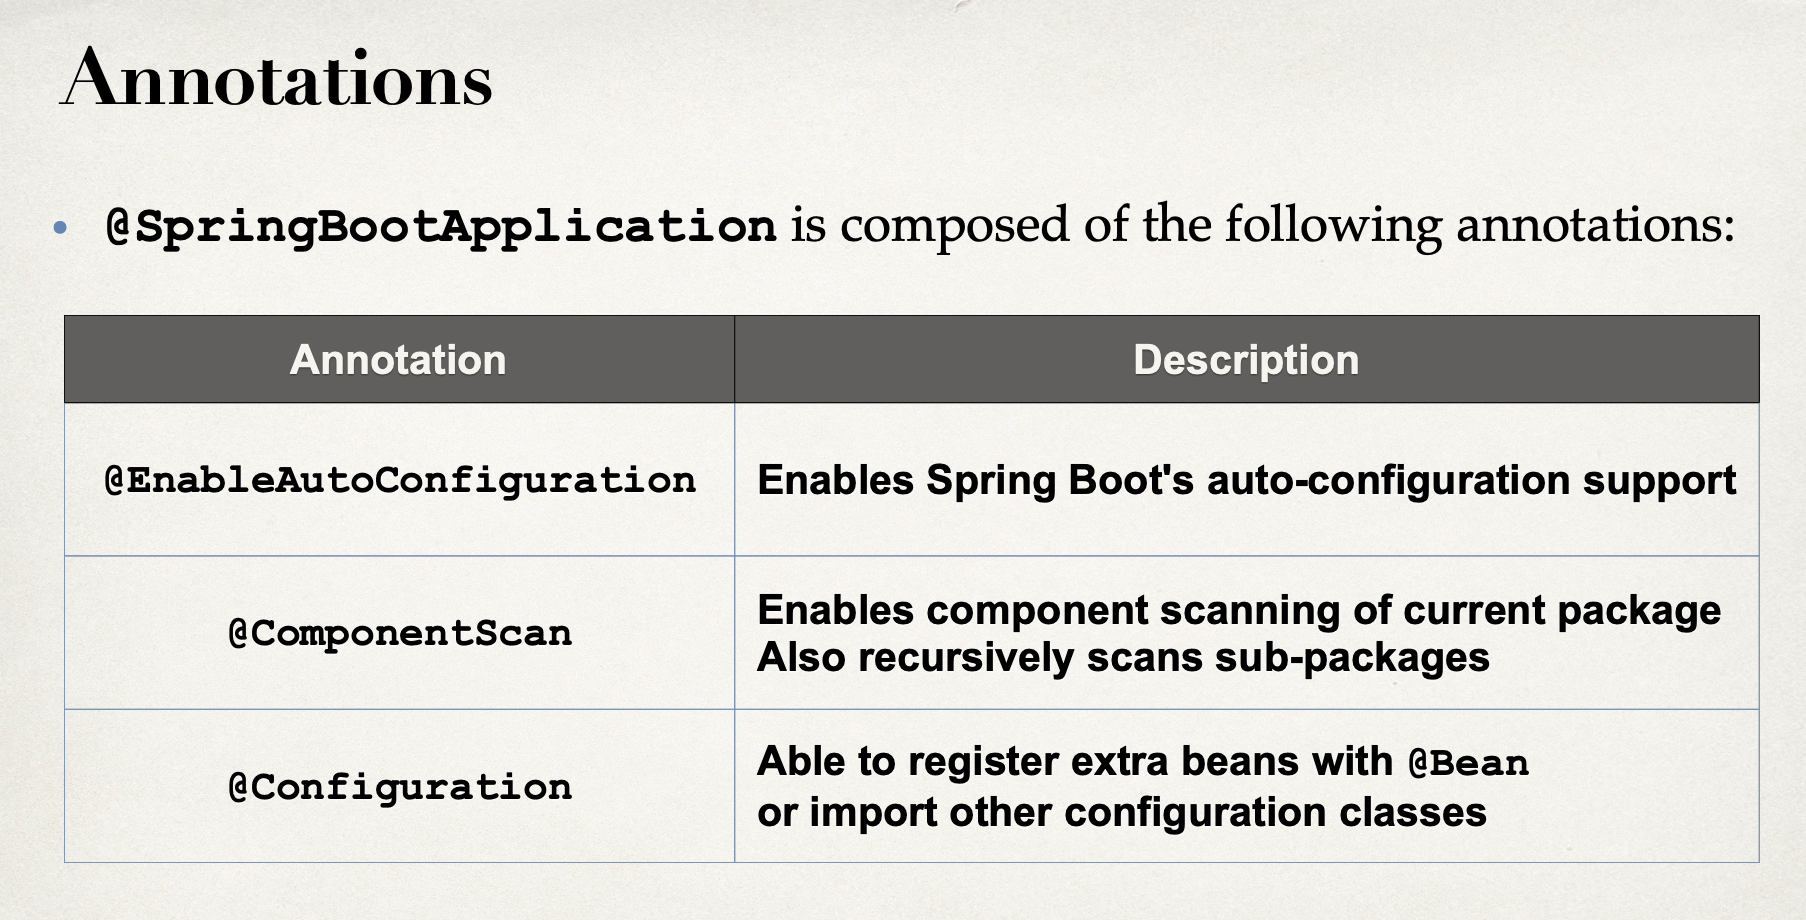 Annotations
• @SpringBootApplication is composed of the following annotations:
Annotation
Description
@EnableAutoConfiguration
Enables Spring Boot's auto-configuration support
@ComponentScan
Enables component scanning of current package
Also recursively scans sub-packages
@Configuration
Able to register extra beans with @Bean
or import other configuration classes